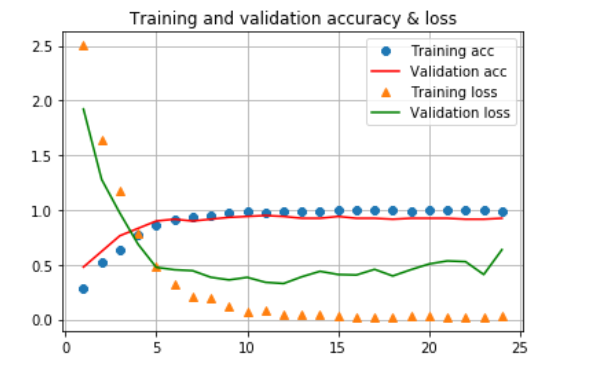 Training and validation accuracy & loss
Training acc
Validation acc
Training loss
Validation loss
2.5
2.0
1.5
1.0
0.5
0.0
0 5 10 15 20 25